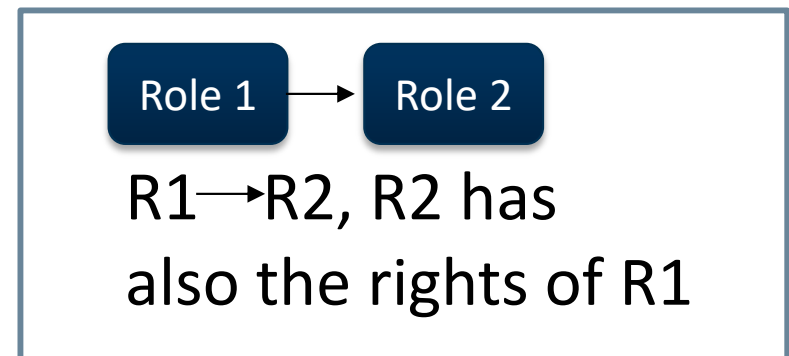 Role 1 Role 2
R1→R2, R2 has
also the rights of R1